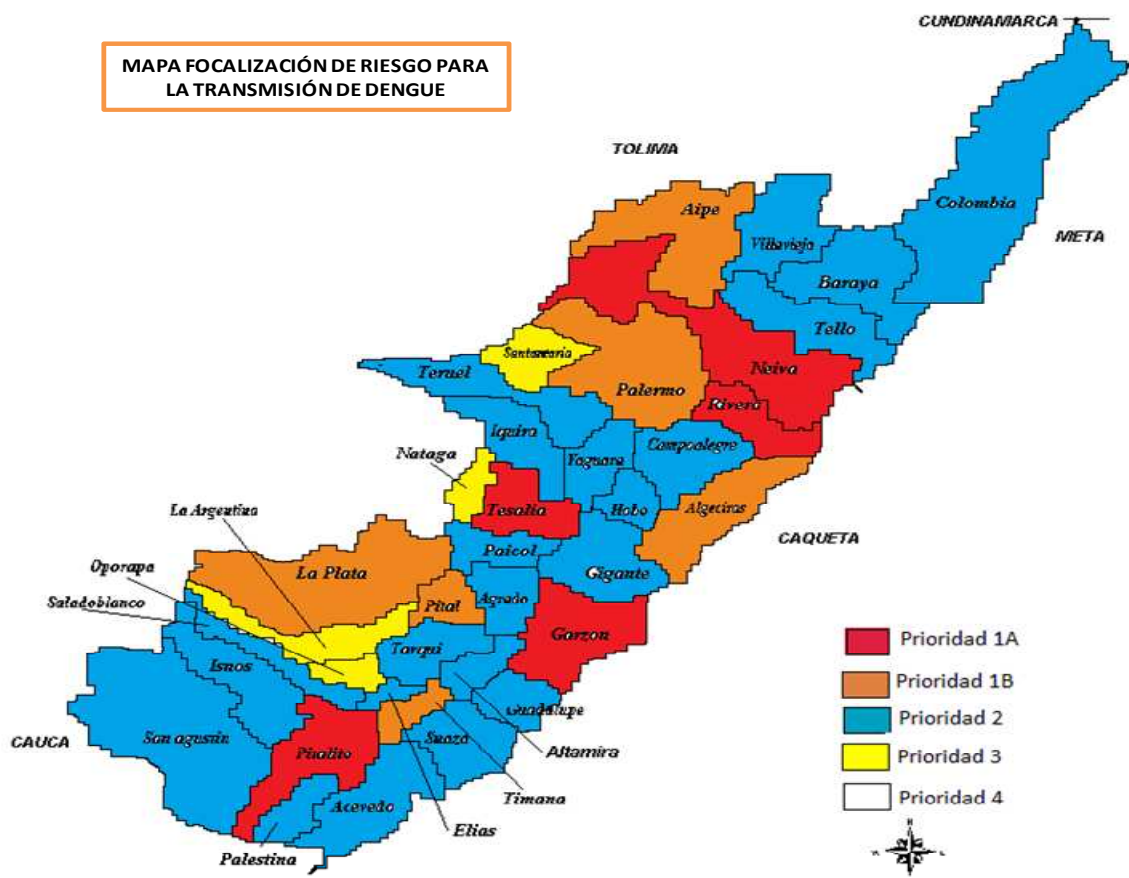 CUNDINAMARCA
MAPA FOCALIZACIÓN DE RIESGO PARA
LA TRANSMISIÓN DE DENGUE
TOLIMA
Colombia
Aipe
META
Villavieja
Baraya
Tello
Santamaria
Teruel
Neiva
Palermo
Rivera
Iquira
Campoalegre
Nataga
Yaguara
Tesalia
Hobo
Algeciras
La Argentina
CAQUETA
Paicol
Oporapa
La Plata
Gigante
Saladoblanco
Pital
Agrado
Garzon
Prioridad 1A
Tarqui
Isnos
Prioridad 1B
Guadalupe
Prioridad 2
CAUCA
San agustin
Suaza
Altamira
Pitalito
Prioridad 3
Timana
Prioridad 4
Acevedo
Elias
Palestina
N